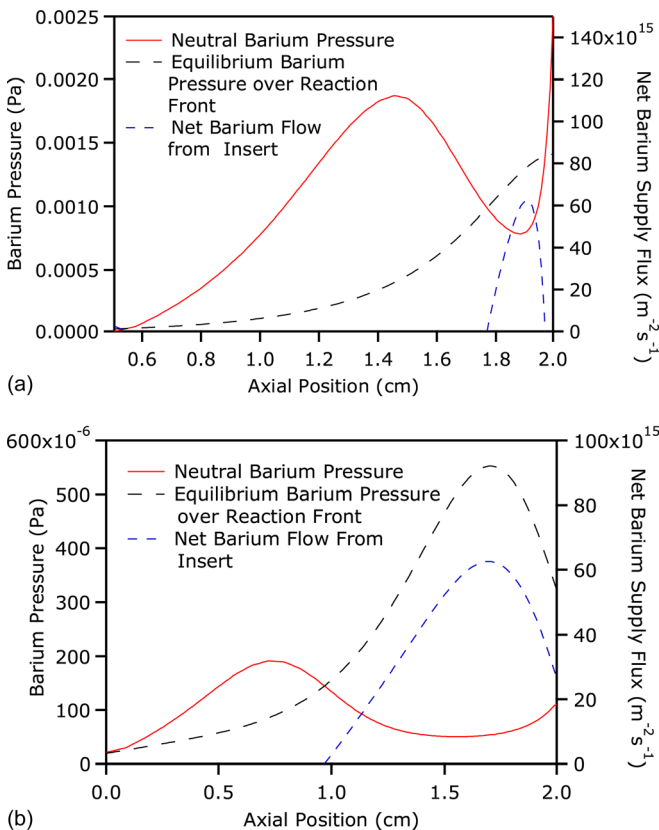 0.0025
0.0020
0.0015
0.0010
0.0005
0.0000
Barium Pressure (Pa)
Neutral Barium Pressure
Equilibrium Barium
Pressure over Reaction
Front
Net Barium Flow
from Insert
140x10^15
120
100
80
60
40
20
0
Net Barium Supply Flux (m^-2 s^-1)
0.6 0.8 1.0 1.2 1.4 1.6 1.8 2.0
Axial Position (cm)
(a)
600x10^-6
500
400
300
200
100
0
Barium Pressure (Pa)
Neutral Barium Pressure
Equilibrium Barium Pressure
over Reaction Front
Net Barium Flow From
Insert
100x10^15
80
60
40
20
0
Net Barium Supply Flux (m^-2 s^-1)
0.0 0.5 1.0 1.5 2.0
Axial Position (cm)
(b)